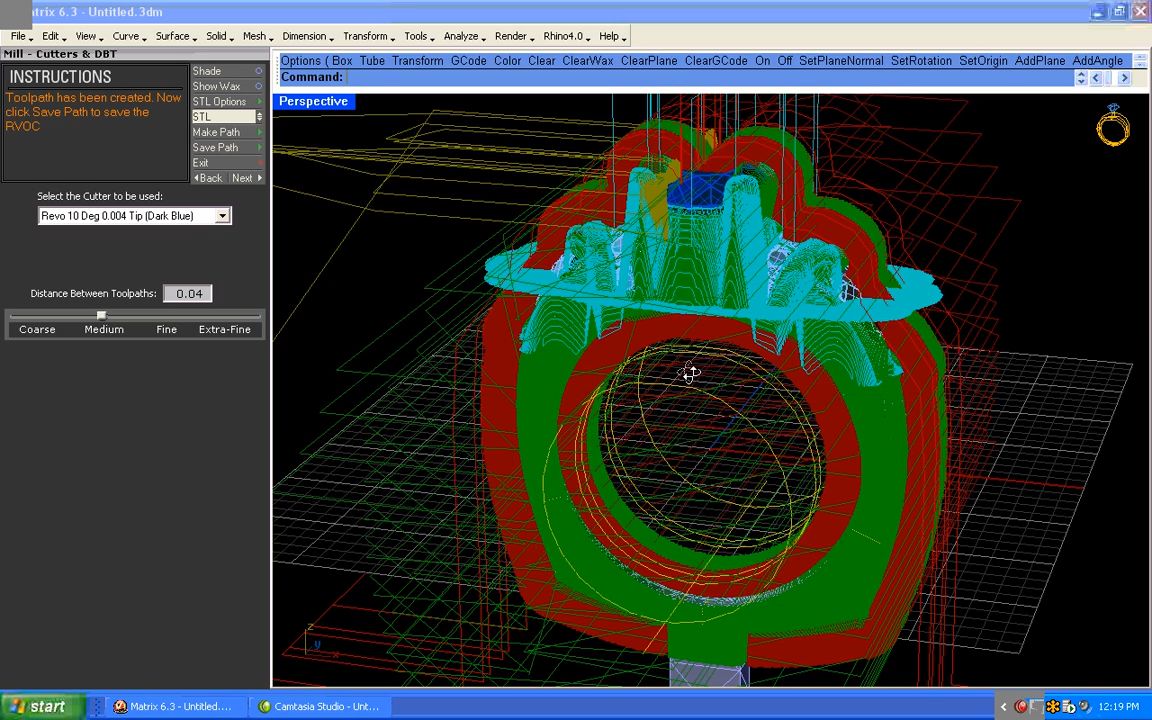 atrix 6.3 - Untitled.3dm
File Edit View Curve Surface Solid Mesh Dimension Transform Tools Analyze Render Rhino4.0 Help
Mill - Cutters & DBT
INSTRUCTIONS
Toolpath has been created. Now
click Save Path to save the
RVOC
Shade
Show Wax
STL Options
STL
Make Path
Save Path
Exit
Back Next
Options ( Box Tube Transform GCode Color Clear ClearWax ClearPlane ClearGCode On Off SetPlaneNormal SetRotation SetOrigin AddPlane AddAngle
Command:
Perspective
Select the Cutter to be used:
Revo 10 Deg 0.004 Tip (Dark Blue)
Distance Between Toolpaths: 0.04
Coarse Medium Fine Extra-Fine
z
y
x
start
Matrix 6.3 - Untitled....
Camtasia Studio - Unt...
12:19 PM